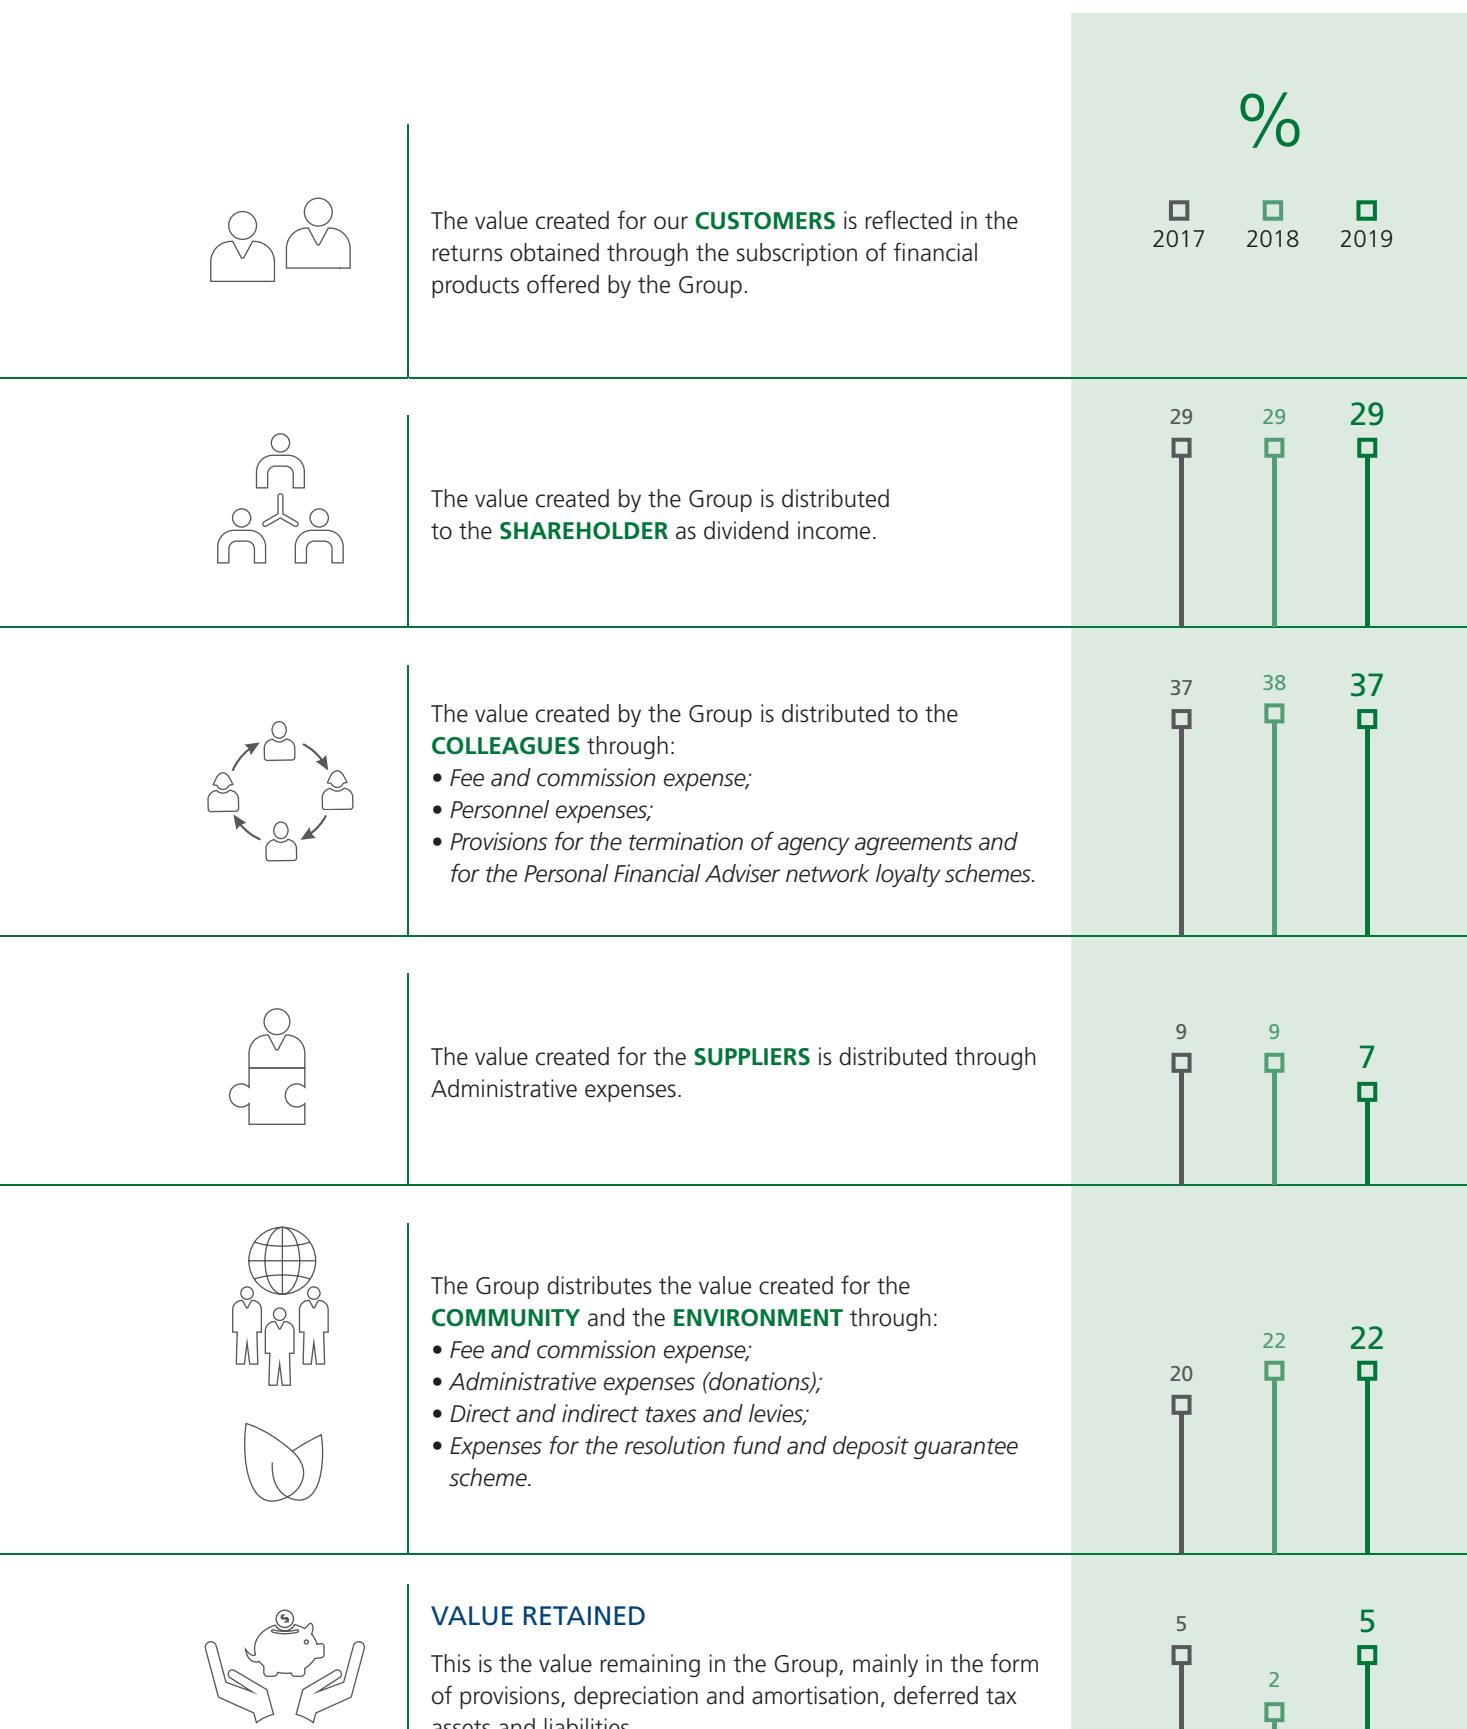 %
2017 2018 2019
The value created for our CUSTOMERS is reflected in the
returns obtained through the subscription of financial
products offered by the Group.
29 29 29
The value created by the Group is distributed
to the SHAREHOLDER as dividend income.
37 38 37
The value created by the Group is distributed to the
COLLEAGUES through:
• Fee and commission expense;
• Personnel expenses;
• Provisions for the termination of agency agreements and
for the Personal Financial Adviser network loyalty schemes.
9 9 7
The value created for the SUPPLIERS is distributed through
Administrative expenses.
20 22 22
The Group distributes the value created for the
COMMUNITY and the ENVIRONMENT through:
• Fee and commission expense;
• Administrative expenses (donations);
• Direct and indirect taxes and levies;
• Expenses for the resolution fund and deposit guarantee
scheme.
5 2 5
VALUE RETAINED
This is the value remaining in the Group, mainly in the form
of provisions, depreciation and amortisation, deferred tax
assets and liabilities